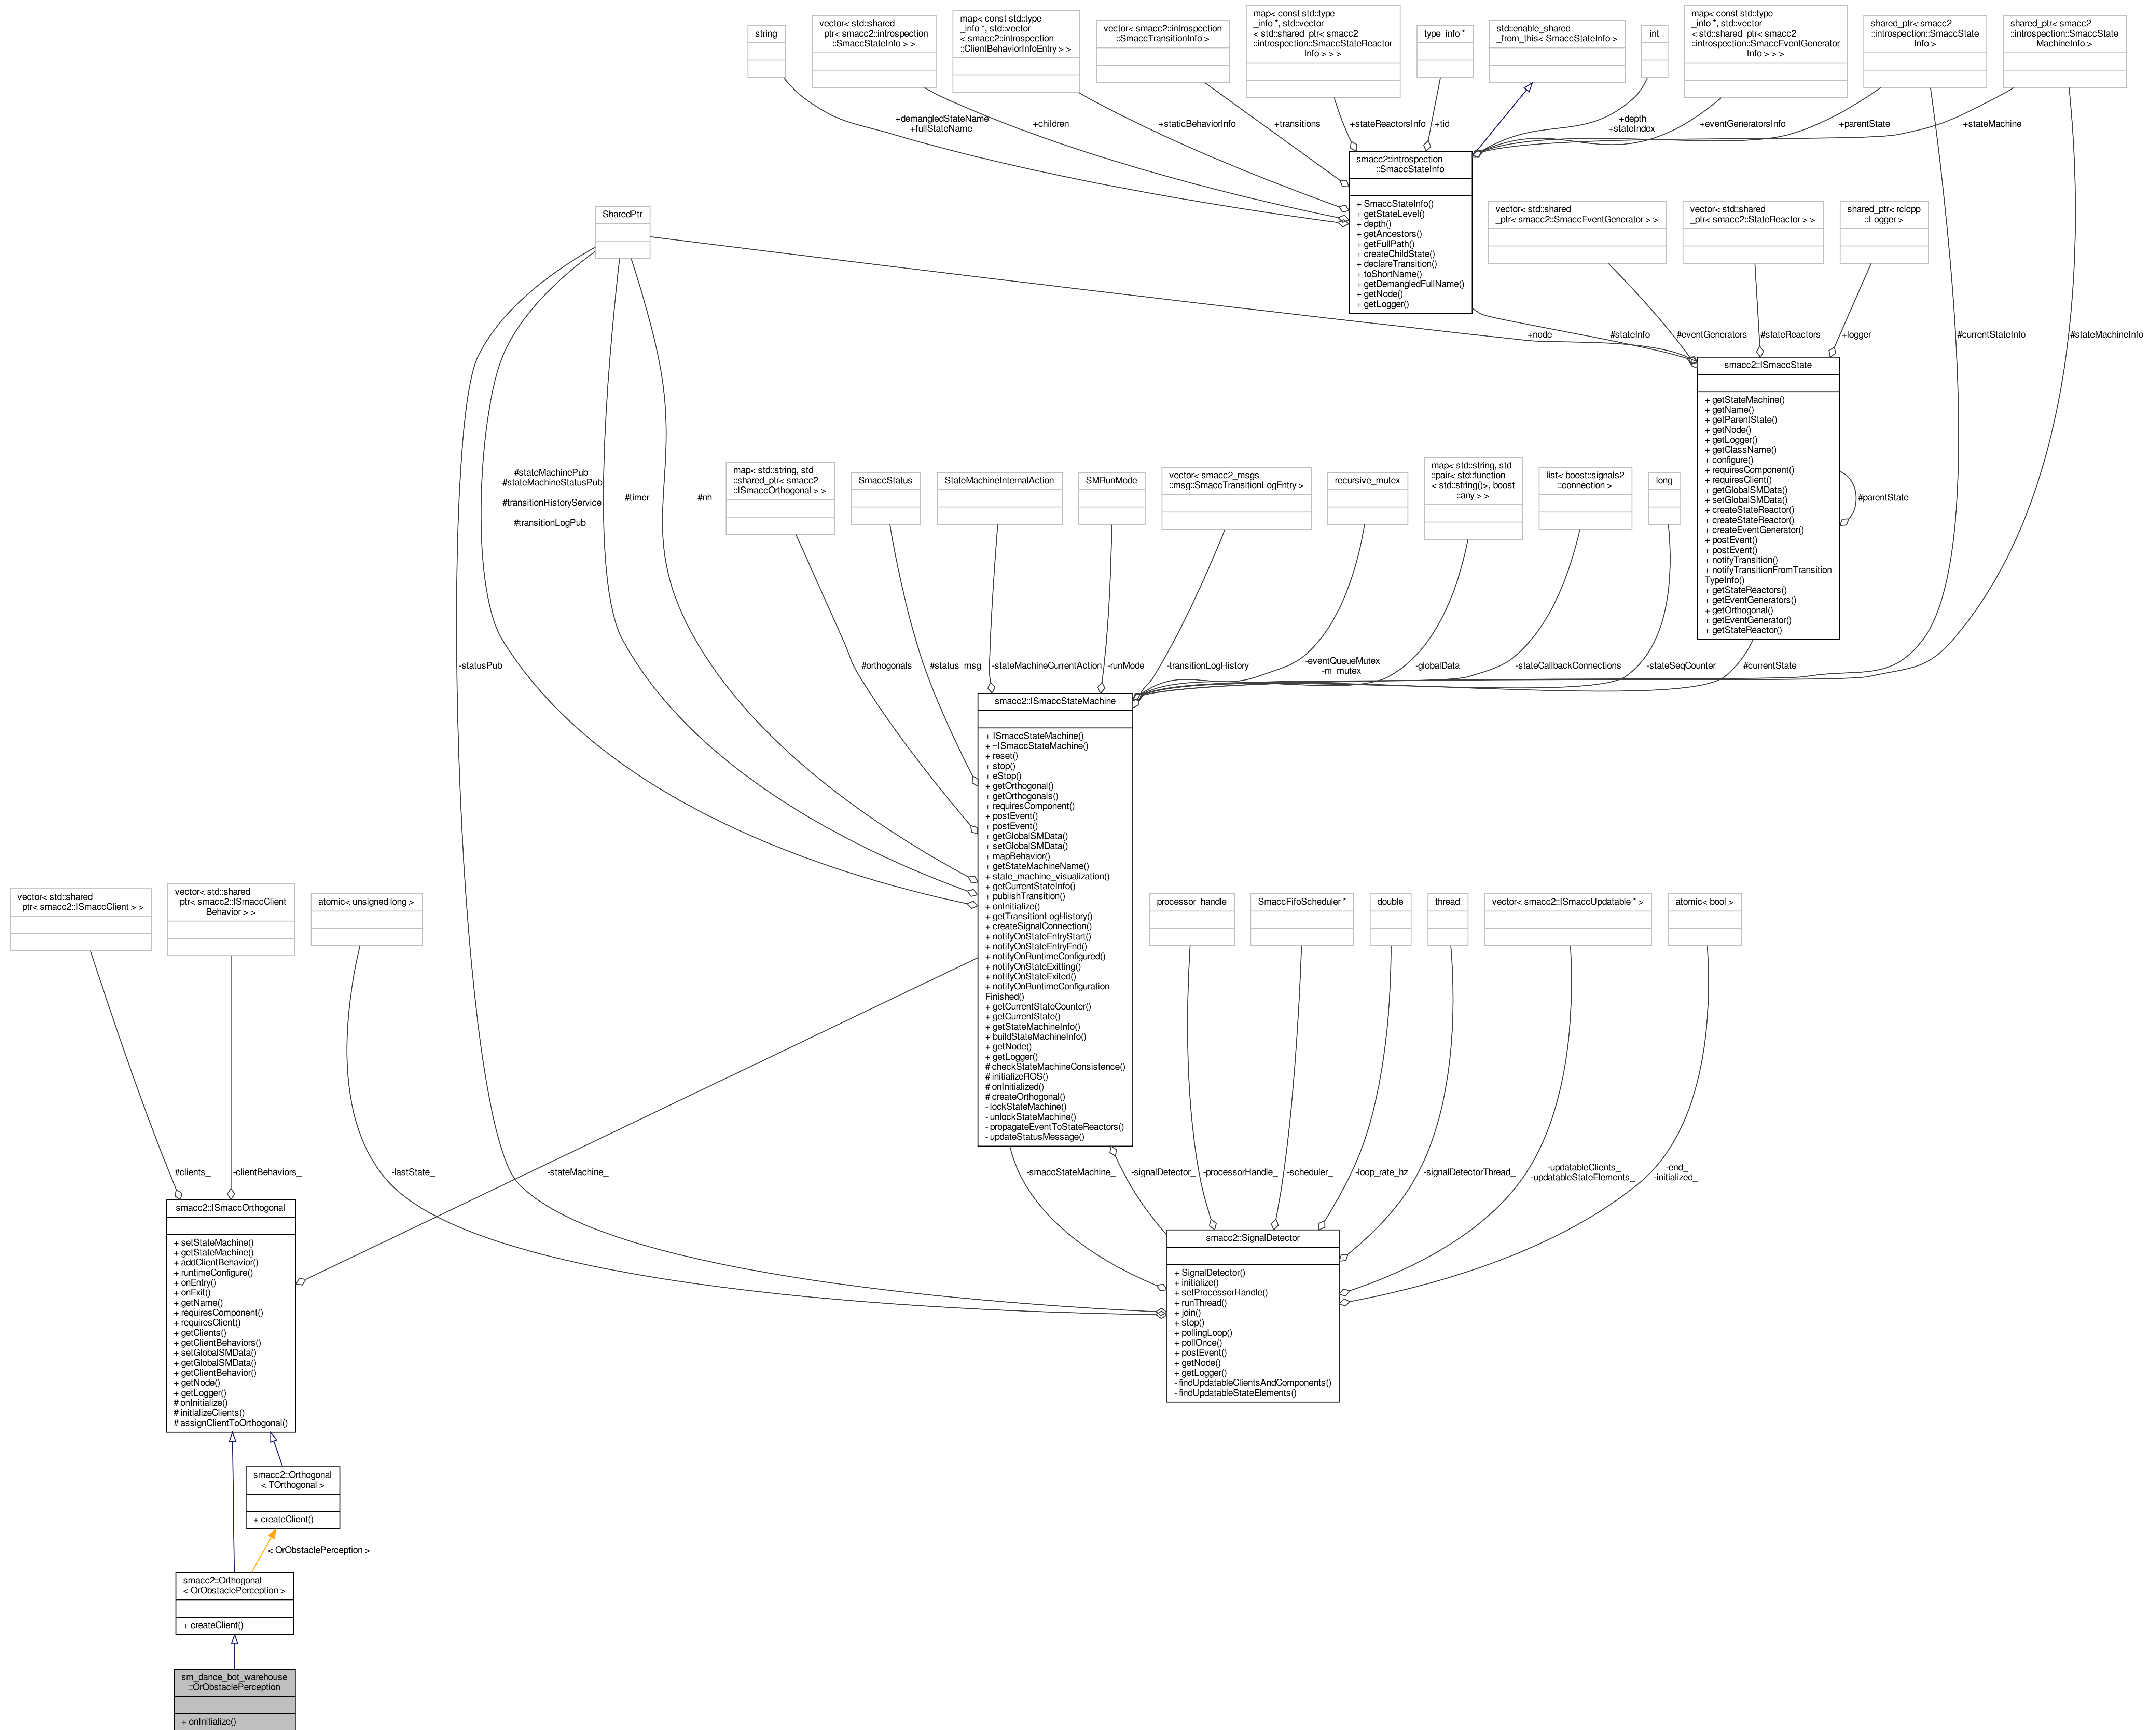 string
vector< std::shared
_ptr< smacc2::introspection
::SmaccStateInfo > >
map< const std::type
_info *, std::vector
< smacc2::introspection
::ClientBehaviorInfoEntry > >
vector< smacc2::introspection
::SmaccTransitionInfo >
map< const std::type
_info *, std::vector
< std::shared_ptr< smacc2
::introspection::SmaccStateReactor
Info > > >
type_info *
std::enable_shared
_from_this< SmaccStateInfo >
int
map< const std::type
_info *, std::vector
< std::shared_ptr< smacc2
::introspection::SmaccEventGenerator
Info > > >
shared_ptr< smacc2
::introspection::SmaccState
Info >
shared_ptr< smacc2
::introspection::SmaccState
MachineInfo >
+demangledStateName
+fullStateName
+children_
+staticBehaviorInfo
+transitions_
+stateReactorsInfo
+tid_
+depth_
+stateIndex_
+eventGeneratorsInfo
+parentState_
+stateMachine_
smacc2::introspection
::SmaccStateInfo
+ SmaccStateInfo()
+ getStateLevel()
+ depth()
+ getAncestors()
+ getFullPath()
+ createChildState()
+ declareTransition()
+ toShortName()
+ getDemangledFullName()
+ getNode()
+ getLogger()
SharedPtr
vector< std::shared
_ptr< smacc2::SmaccEventGenerator > >
vector< std::shared
_ptr< smacc2::StateReactor > >
shared_ptr< rclcpp
::Logger >
+node_
#stateInfo_
#eventGenerators_
#stateReactors_
+logger_
#currentStateInfo_
#stateMachineInfo_
smacc2::ISmaccState
+ getStateMachine()
+ getName()
+ getParentState()
+ getNode()
+ getLogger()
+ getClassName()
+ configure()
+ requiresComponent()
+ requiresClient()
+ getGlobalSMData()
+ setGlobalSMData()
+ createStateReactor()
+ createStateReactor()
+ createEventGenerator()
+ postEvent()
+ postEvent()
+ notifyTransition()
+ notifyTransitionFromTransition
TypeInfo()
+ getStateReactors()
+ getEventGenerators()
+ getOrthogonal()
+ getEventGenerator()
+ getStateReactor()
#parentState_
#stateMachinePub_
#stateMachineStatusPub
_
#transitionHistoryService
_
#transitionLogPub_
#timer_
#nh_
map< std::string, std
::shared_ptr< smacc2
::ISmaccOrthogonal > >
SmaccStatus
StateMachineInternalAction
SMRunMode
vector< smacc2_msgs
::msg::SmaccTransitionLogEntry >
recursive_mutex
map< std::string, std
::pair< std::function
< std::string()>, boost
::any > >
list< boost::signals2
::connection >
long
-statusPub_
#orthogonals_
#status_msg_
-stateMachineCurrentAction
-runMode_
-transitionLogHistory_
-eventQueueMutex_
-m_mutex_
-globalData_
-stateCallbackConnections
-stateSeqCounter_
#currentState_
smacc2::ISmaccStateMachine
+ ISmaccStateMachine()
+ ~ISmaccStateMachine()
+ reset()
+ stop()
+ eStop()
+ getOrthogonal()
+ getOrthogonals()
+ requiresComponent()
+ postEvent()
+ postEvent()
+ getGlobalSMData()
+ setGlobalSMData()
+ mapBehavior()
+ getStateMachineName()
+ state_machine_visualization()
+ getCurrentStateInfo()
+ publishTransition()
+ onInitialize()
+ getTransitionLogHistory()
+ createSignalConnection()
+ notifyOnStateEntryStart()
+ notifyOnStateEntryEnd()
+ notifyOnRuntimeConfigured()
+ notifyOnStateExitting()
+ notifyOnStateExited()
+ notifyOnRuntimeConfiguration
Finished()
+ getCurrentStateCounter()
+ getCurrentState()
+ getStateMachineInfo()
+ buildStateMachineInfo()
+ getNode()
+ getLogger()
# checkStateMachineConsistence()
# initializeROS()
# onInitialized()
# createOrthogonal()
- lockStateMachine()
- unlockStateMachine()
- propagateEventToStateReactors()
- updateStatusMessage()
vector< std::shared
_ptr< smacc2::ISmaccClient > >
vector< std::shared
_ptr< smacc2::ISmaccClient
Behavior > >
atomic< unsigned long >
processor_handle
SmaccFifoScheduler *
double
thread
vector< smacc2::ISmaccUpdatable * >
atomic< bool >
#clients_
-clientBehaviors_
-lastState_
-stateMachine_
-smaccStateMachine_
-signalDetector_
-processorHandle_
-scheduler_
-loop_rate_hz
-signalDetectorThread_
-updatableClients_
-updatableStateElements_
-end_
-initialized_
smacc2::ISmaccOrthogonal
+ setStateMachine()
+ getStateMachine()
+ addClientBehavior()
+ runtimeConfigure()
+ onEntry()
+ onExit()
+ getName()
+ requiresComponent()
+ requiresClient()
+ getClients()
+ getClientBehaviors()
+ setGlobalSMData()
+ getGlobalSMData()
+ getClientBehavior()
+ getNode()
+ getLogger()
# onInitialize()
# initializeClients()
# assignClientToOrthogonal()
smacc2::SignalDetector
+ SignalDetector()
+ initialize()
+ setProcessorHandle()
+ runThread()
+ join()
+ stop()
+ pollingLoop()
+ pollOnce()
+ postEvent()
+ getNode()
+ getLogger()
- findUpdatableClientsAndComponents()
- findUpdatableStateElements()
smacc2::Orthogonal
< TOrthogonal >
+ createClient()
< OrObstaclePerception >
smacc2::Orthogonal
< OrObstaclePerception >
+ createClient()
sm_dance_bot_warehouse
::OrObstaclePerception
+ onInitialize()